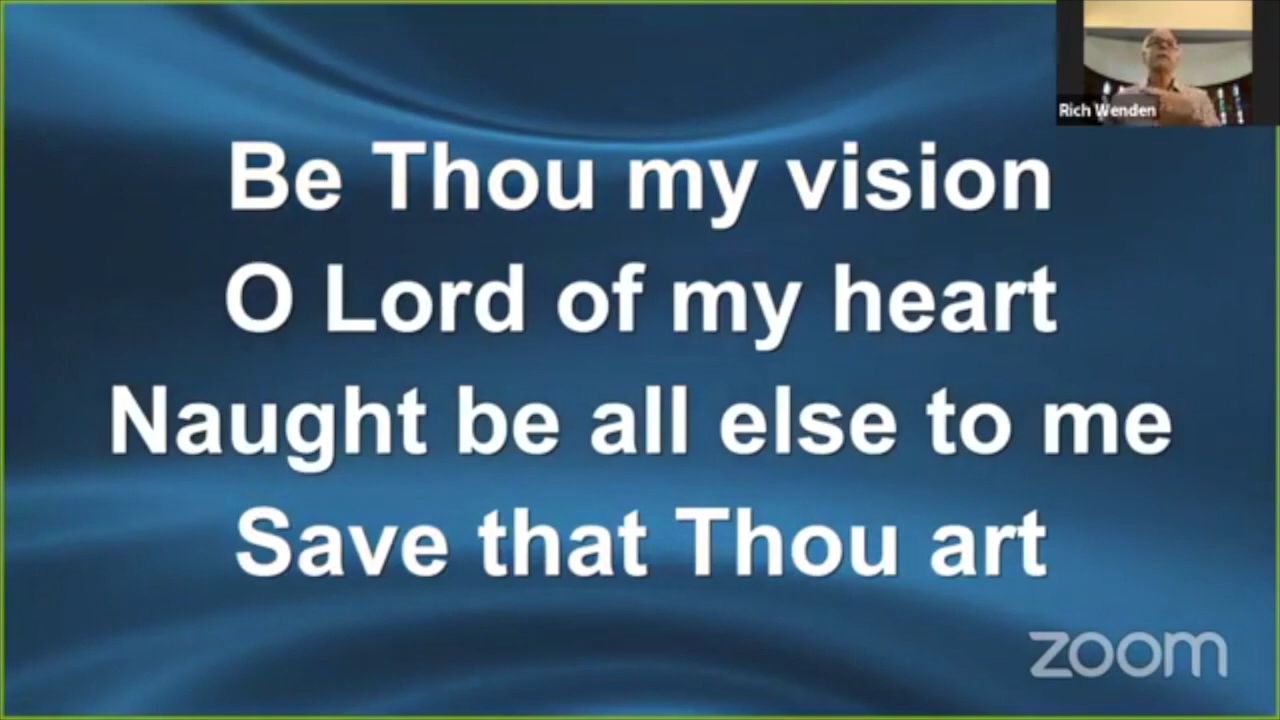 Rich Wenden
Be Thou my vision
O Lord of my heart
Naught be all else to me
Save that Thou art
zoom